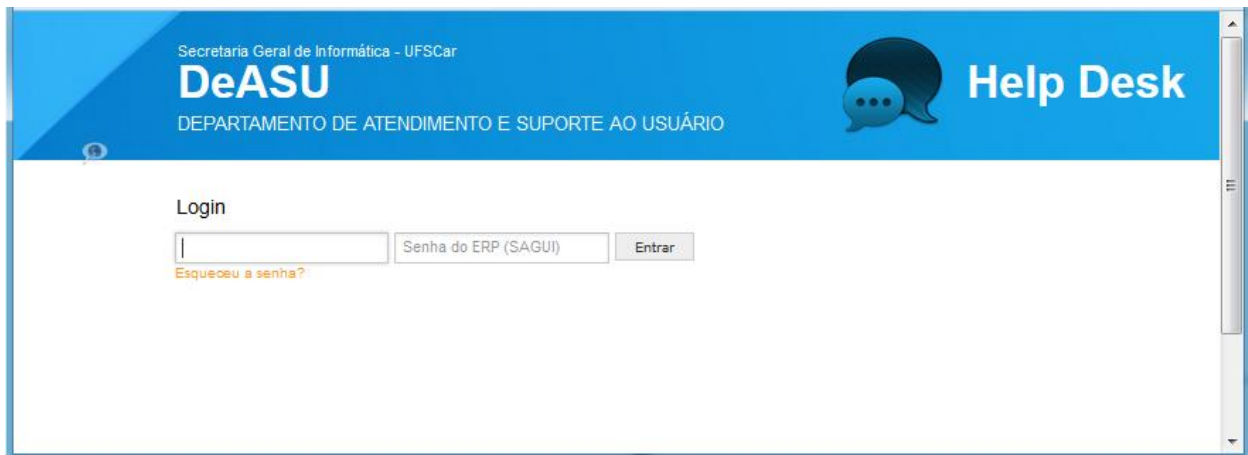 Secretaria Geral de Informática - UFSCar
DeASU
DEPARTAMENTO DE ATENDIMENTO E SUPORTE AO USUÁRIO
Help Desk
Login
Senha do ERP (SAGUI)
Entrar
Esqueceu a senha?